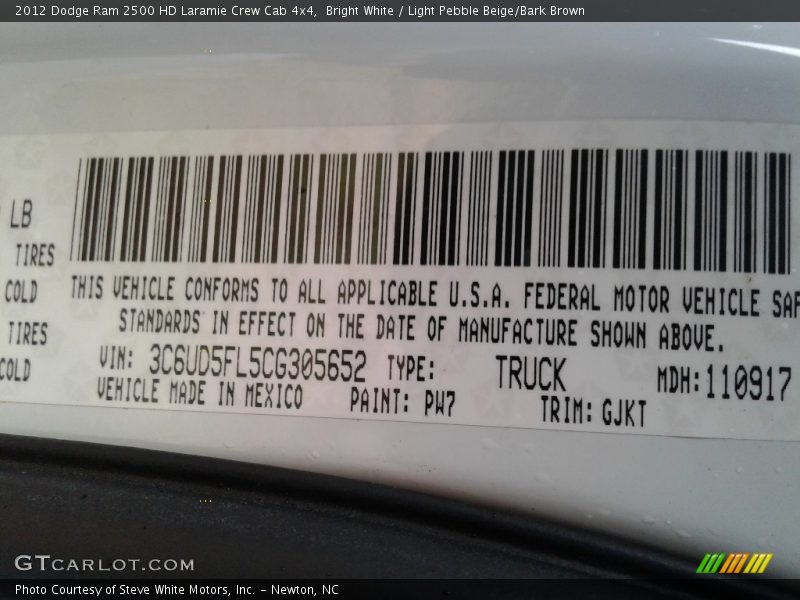 2012 Dodge Ram 2500 HD Laramie Crew Cab 4x4, Bright White / Light Pebble Beige/Bark Brown
LB
TIRES
COLD
TIRES
COLD
THIS VEHICLE CONFORMS TO ALL APPLICABLE U.S.A. FEDERAL MOTOR VEHICLE SAF
STANDARDS IN EFFECT ON THE DATE OF MANUFACTURE SHOWN ABOVE.
VIN: 3C6UD5FL5CG305652 TYPE: TRUCK MDH:110917
VEHICLE MADE IN MEXICO PAINT: PW7 TRIM: GJKT
GTCARLOT.COM
Photo Courtesy of Steve White Motors, Inc. – Newton, NC